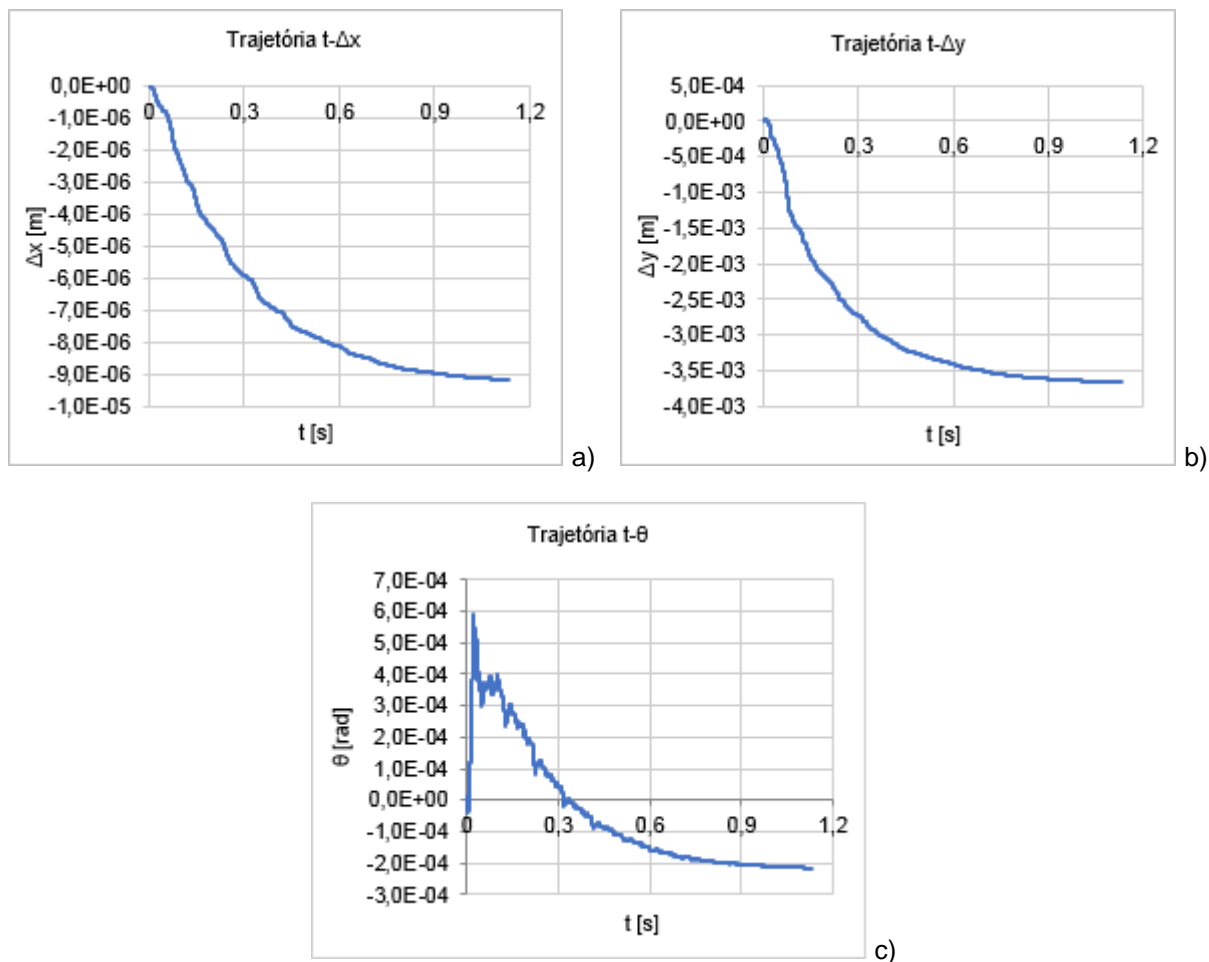 Trajetória t-Δx
0,0E+00
-1,0E-06
-2,0E-06
-3,0E-06
-4,0E-06
-5,0E-06
-6,0E-06
-7,0E-06
-8,0E-06
-9,0E-06
-1,0E-05
0 0,3 0,6 0,9 1,2
Δx [m]
t [s]
a)
Trajetória t-Δy
5,0E-04
0,0E+00
-5,0E-04
-1,0E-03
-1,5E-03
-2,0E-03
-2,5E-03
-3,0E-03
-3,5E-03
-4,0E-03
0 0,3 0,6 0,9 1,2
Δy [m]
t [s]
b)
Trajetória t-θ
7,0E-04
6,0E-04
5,0E-04
4,0E-04
3,0E-04
2,0E-04
1,0E-04
0,0E+00
-1,0E-04
-2,0E-04
-3,0E-04
0 0,3 0,6 0,9 1,2
θ [rad]
t [s]
c)